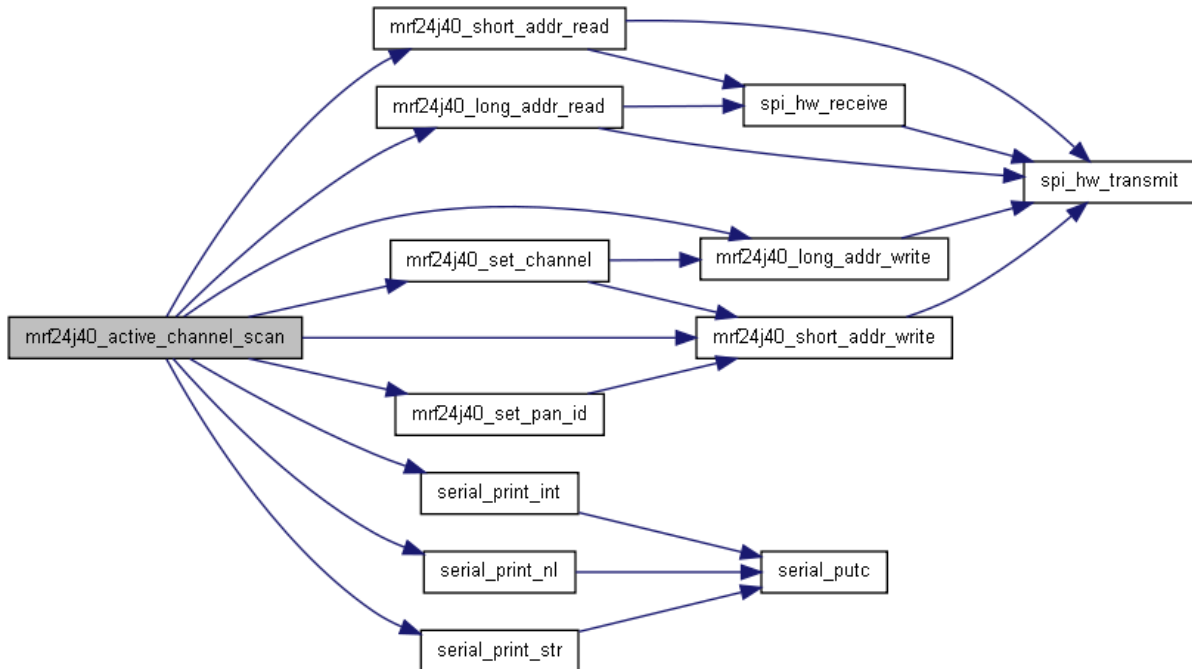 mrf24j40_short_addr_read
mrf24j40_long_addr_read
spi_hw_receive
spi_hw_transmit
mrf24j40_set_channel
mrf24j40_long_addr_write
mrf24j40_active_channel_scan
mrf24j40_short_addr_write
mrf24j40_set_pan_id
serial_print_int
serial_print_nl
serial_putc
serial_print_str